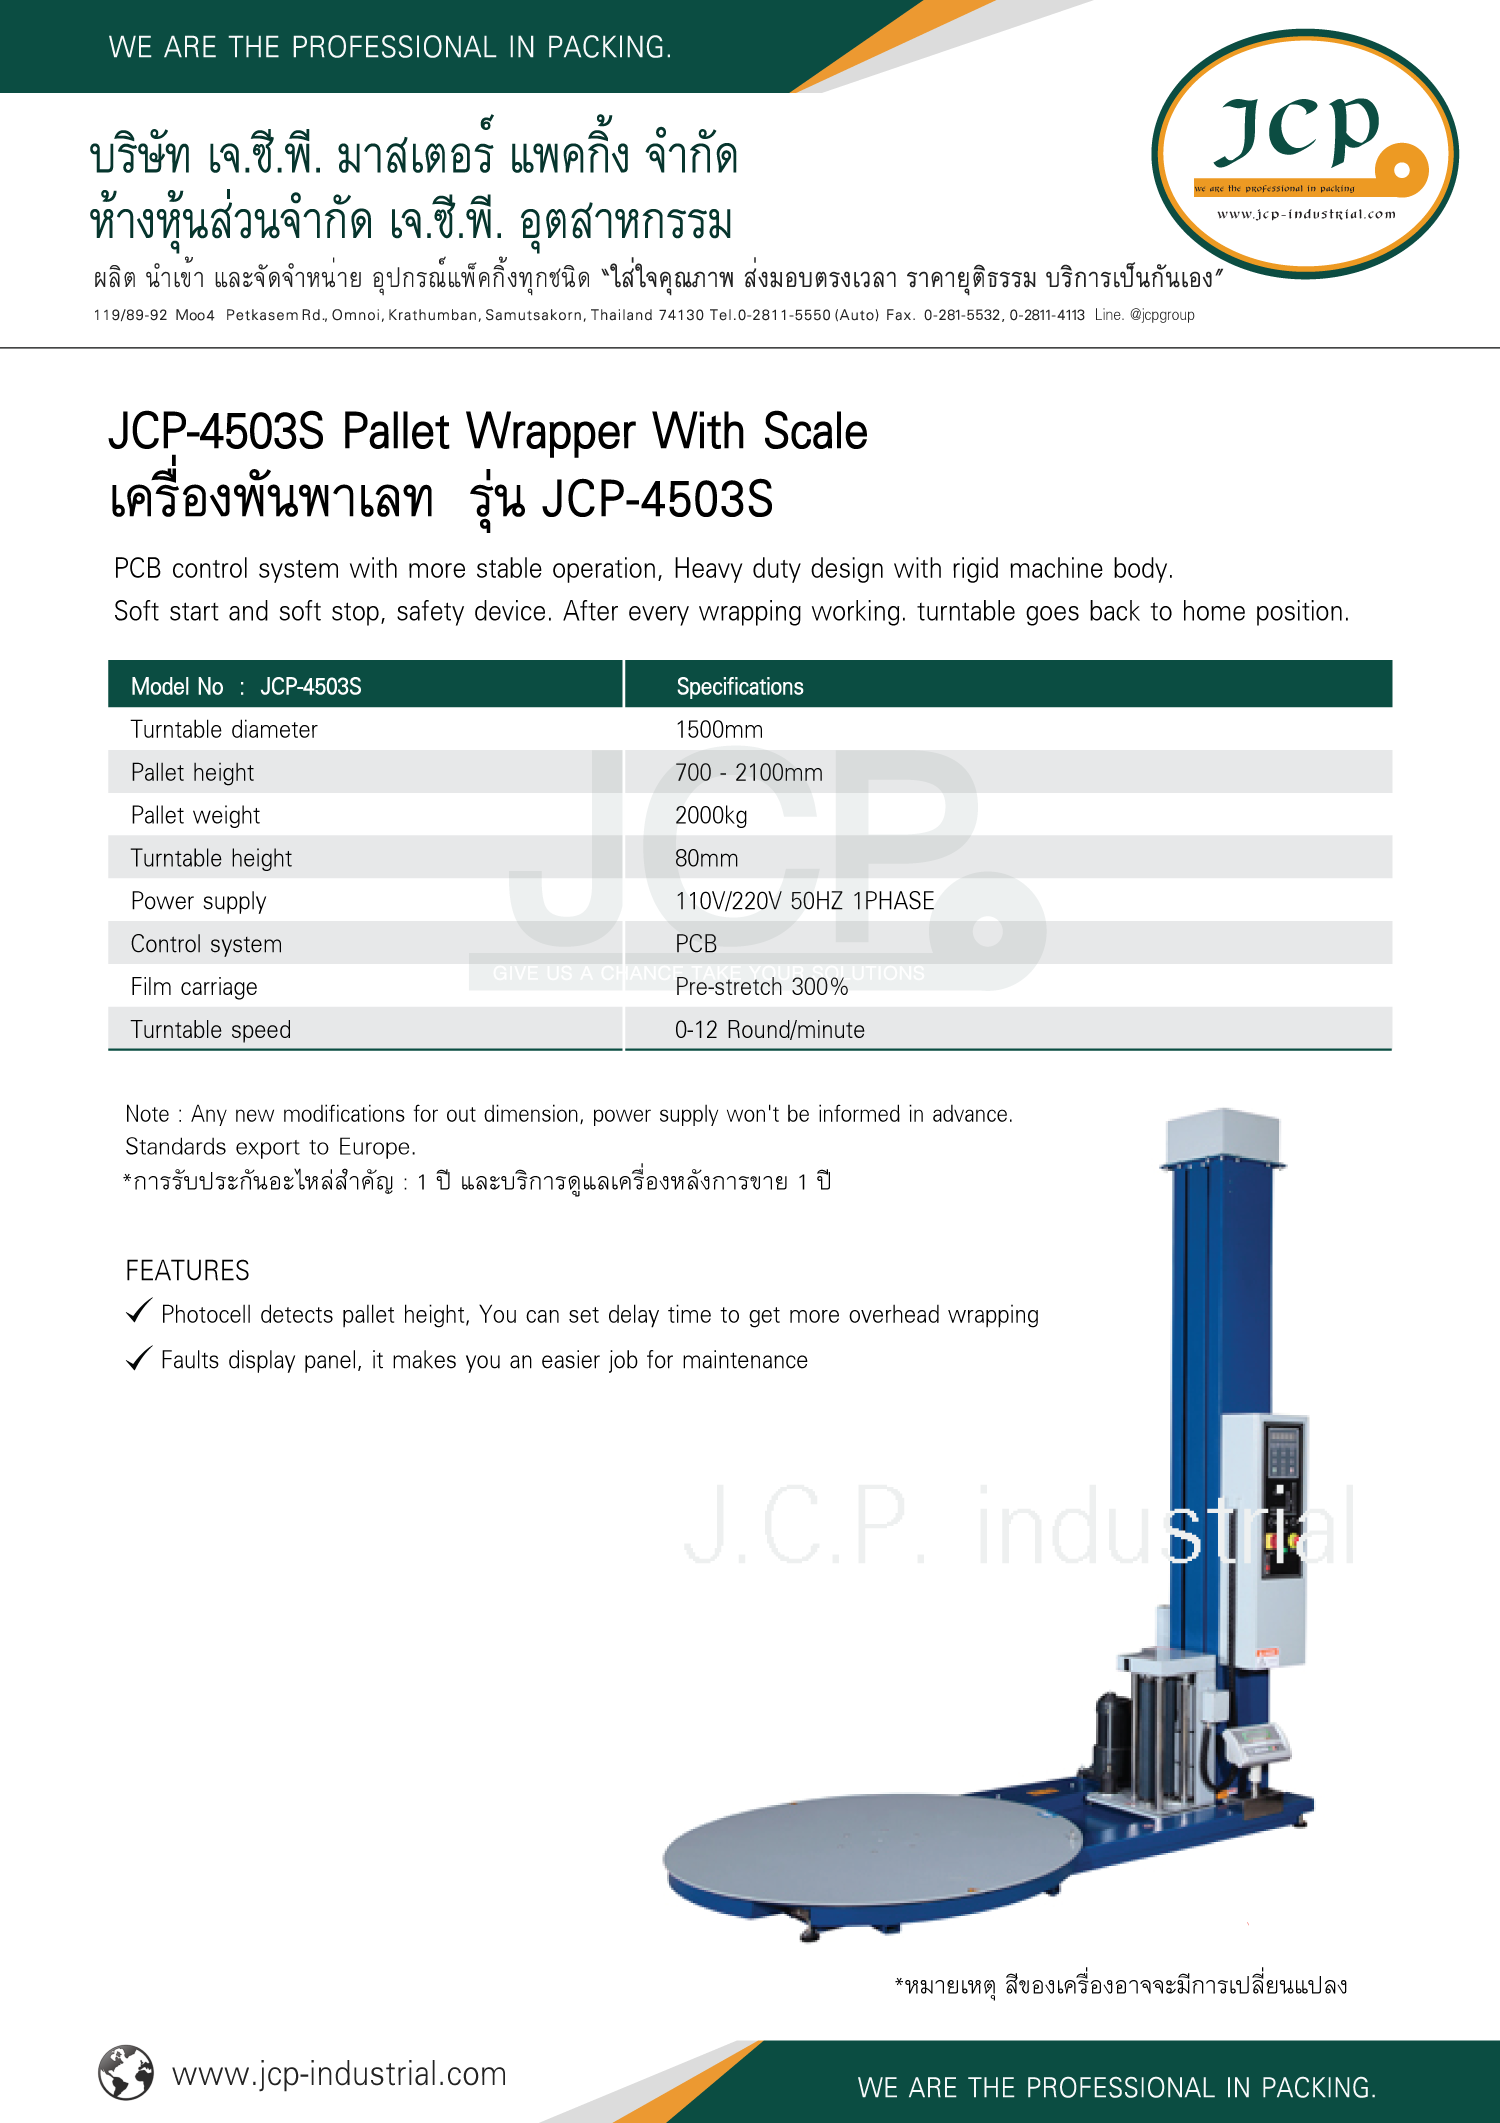 WE ARE THE PROFESSIONAL IN PACKING.
JCP
we are the professional in packing
www.jcp-industrial.com
บริษัท เจ.ซี.พี. มาสเตอร์ แพคกิ้ง จำกัด
ห้างหุ้นส่วนจำกัด เจ.ซี.พี. อุตสาหกรรม
ผลิต นำเข้า และจัดจำหน่าย อุปกรณ์แพ็คกิ้งทุกชนิด "ใส่ใจคุณภาพ ส่งมอบตรงเวลา ราคายุติธรรม บริการเป็นกันเอง"
119/89-92 Moo4 Petkasem Rd., Omnoi, Krathumban, Samutsakorn, Thailand 74130 Tel.0-2811-5550 (Auto) Fax. 0-281-5532, 0-2811-4113 Line. @jcpgroup
JCP-4503S Pallet Wrapper With Scale
เครื่องพันพาเลท รุ่น JCP-4503S
PCB control system with more stable operation, Heavy duty design with rigid machine body.
Soft start and soft stop, safety device. After every wrapping working. turntable goes back to home position.
Model No : JCP-4503S Specifications
Turntable diameter 1500mm
Pallet height 700 - 2100mm
Pallet weight 2000kg
Turntable height 80mm
Power supply 110V/220V 50HZ 1PHASE
Control system PCB
Film carriage Pre-stretch 300%
Turntable speed 0-12 Round/minute
JCP
GIVE US A CHANCE TAKE YOUR SOLUTIONS
Note : Any new modifications for out dimension, power supply won't be informed in advance.
Standards export to Europe.
*การรับประกันอะไหล่สำคัญ : 1 ปี และบริการดูแลเครื่องหลังการขาย 1 ปี
FEATURES
Photocell detects pallet height, You can set delay time to get more overhead wrapping
Faults display panel, it makes you an easier job for maintenance
J.C.P. industrial
*หมายเหตุ สีของเครื่องอาจจะมีการเปลี่ยนแปลง
www.jcp-industrial.com
WE ARE THE PROFESSIONAL IN PACKING.